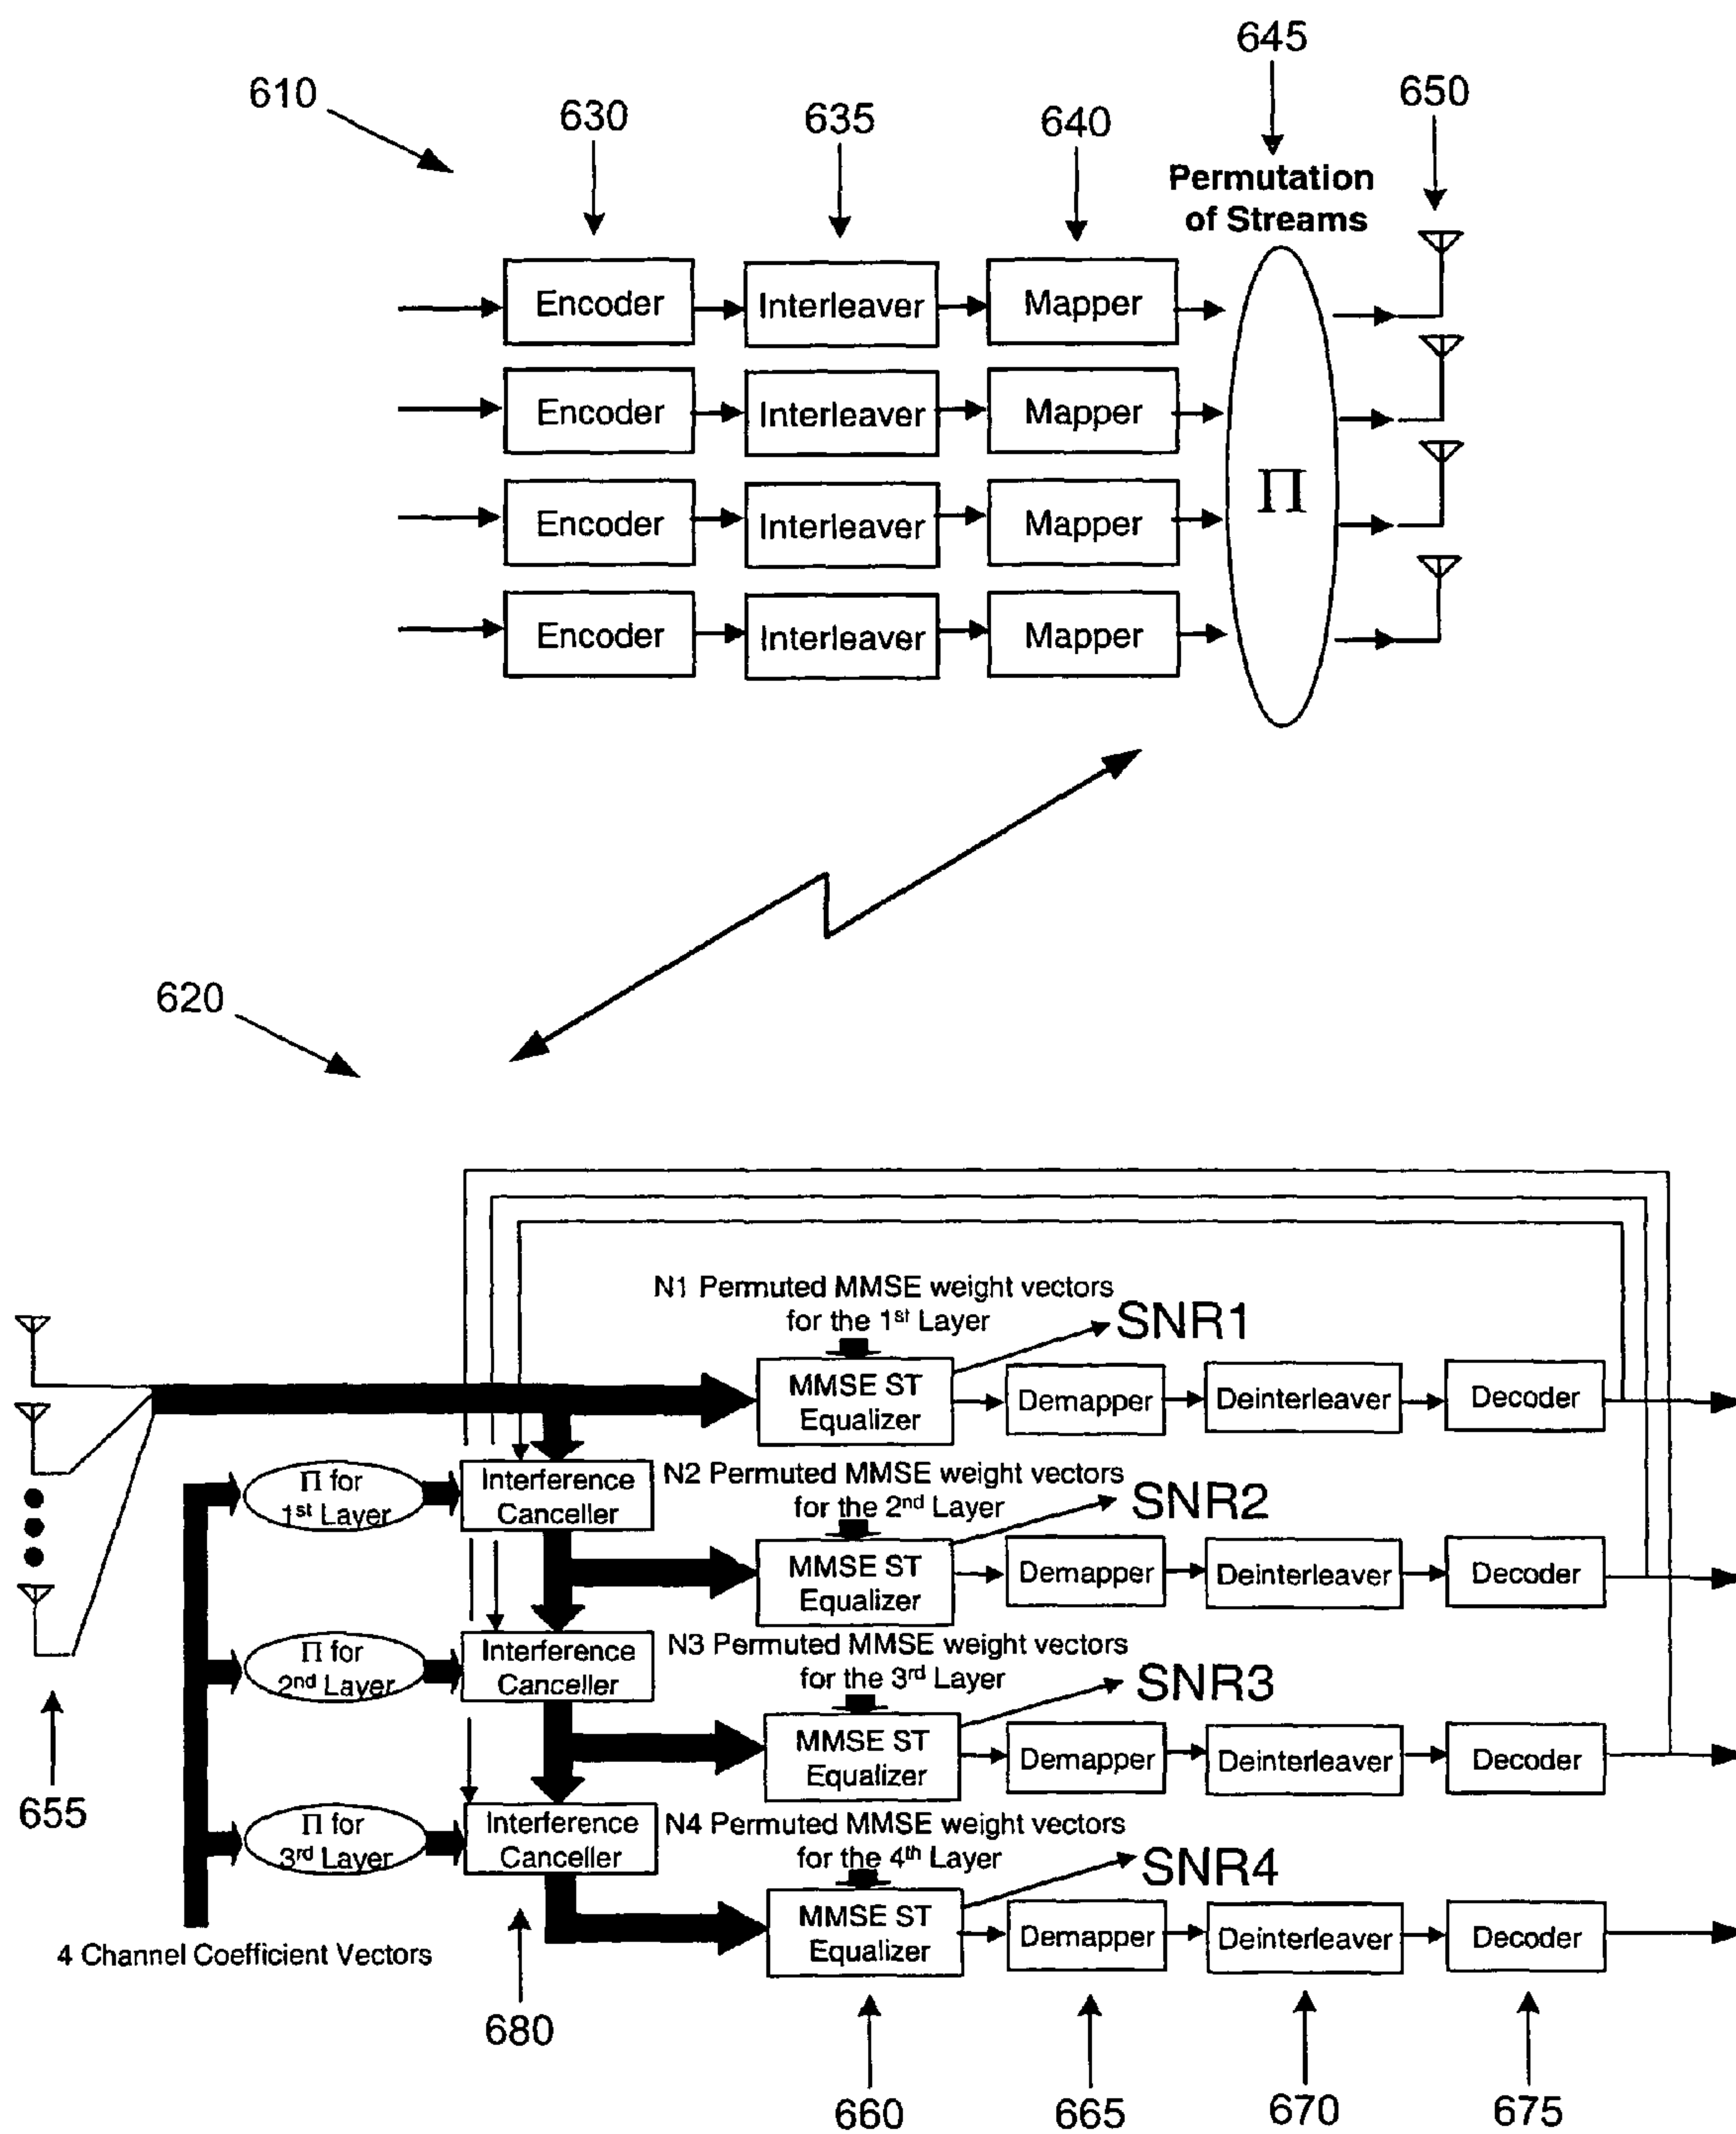 645
610
650
630
635
640
Permutation
of Streams
Encoder
Interleaver
Mapper
Encoder
Interleaver
Mapper
Π
Encoder
Interleaver
Mapper
Encoder
Interleaver
Mapper
620
N1 Permuted MMSE weight vectors
for the 1st Layer
SNR1
MMSE ST
Equalizer
Demapper
Deinterleaver
Decoder
Π for
1st Layer
Interference
Canceller
N2 Permuted MMSE weight vectors
for the 2nd Layer
SNR2
MMSE ST
Equalizer
Demapper
Deinterleaver
Decoder
Π for
2nd Layer
Interference
Canceller
N3 Permuted MMSE weight vectors
for the 3rd Layer
SNR3
MMSE ST
Equalizer
Demapper
Deinterleaver
Decoder
655
Π for
3rd Layer
Interference
Canceller
N4 Permuted MMSE weight vectors
for the 4th Layer
SNR4
MMSE ST
Equalizer
Demapper
Deinterleaver
Decoder
4 Channel Coefficient Vectors
680
660
665
670
675